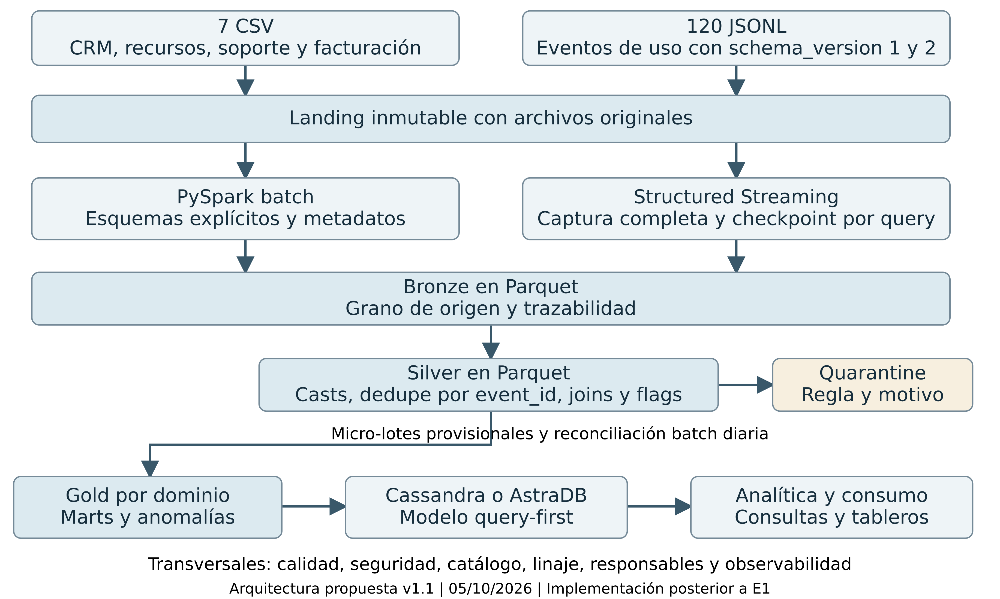 7 CSV
CRM, recursos, soporte y facturación
120 JSONL
Eventos de uso con schema_version 1 y 2
Landing inmutable con archivos originales
PySpark batch
Esquemas explícitos y metadatos
Structured Streaming
Captura completa y checkpoint por query
Bronze en Parquet
Grano de origen y trazabilidad
Silver en Parquet
Casts, dedupe por event_id, joins y flags
Quarantine
Regla y motivo
Micro-lotes provisionales y reconciliación batch diaria
Gold por dominio
Marts y anomalías
Cassandra o AstraDB
Modelo query-first
Analítica y consumo
Consultas y tableros
Transversales: calidad, seguridad, catálogo, linaje, responsables y observabilidad
Arquitectura propuesta v1.1 | 05/10/2026 | Implementación posterior a E1